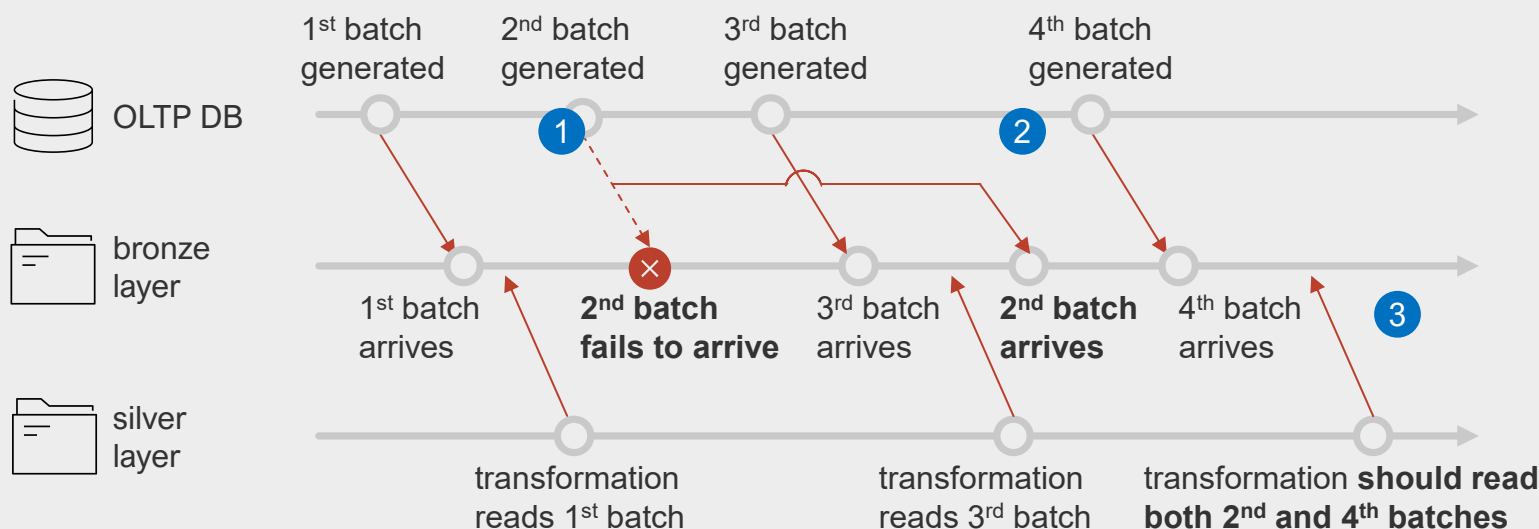 1st batch
generated
2nd batch
generated
3rd batch
generated
4th batch
generated
OLTP DB
1
2
bronze
layer
1st batch
arrives
2nd batch
fails to arrive
3rd batch
arrives
2nd batch
arrives
4th batch
arrives
3
silver
layer
transformation
reads 1st batch
transformation
reads 3rd batch
transformation should read
both 2nd and 4th batches